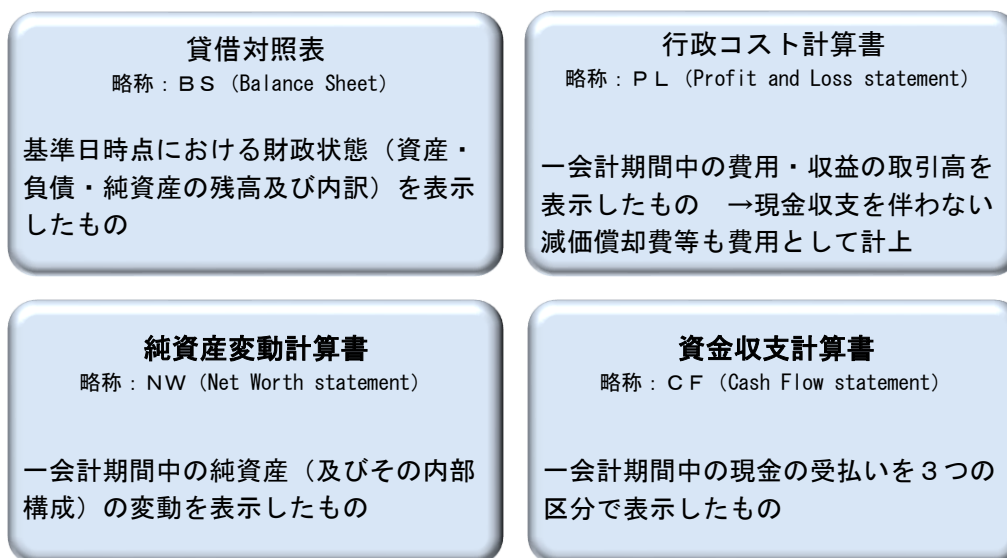 貸借対照表
略称：ＢＳ（Balance Sheet）
基準日時点における財政状態（資産・
負債・純資産の残高及び内訳）を表示
したもの
行政コスト計算書
略称：ＰＬ（Profit and Loss statement）
一会計期間中の費用・収益の取引高を
表示したもの　→現金収支を伴わない
減価償却費等も費用として計上
純資産変動計算書
略称：ＮＷ（Net Worth statement）
一会計期間中の純資産（及びその内部
構成）の変動を表示したもの
資金収支計算書
略称：ＣＦ（Cash Flow statement）
一会計期間中の現金の受払いを３つの
区分で表示したもの